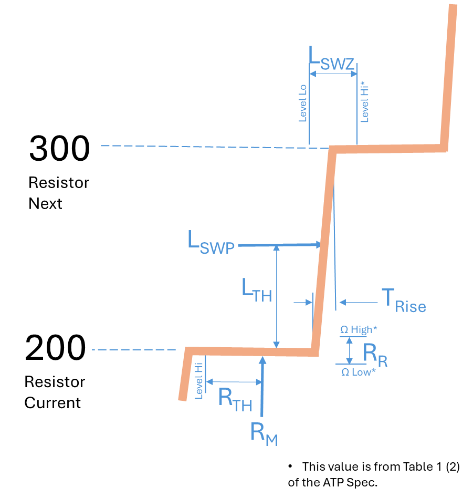 LSWZ
Level Lo
Level Hi*
300
Resistor
Next
LSWP
LTH
TRise
Ω High*
RR
Ω Low*
200
Resistor
Current
Level Hi
RTH
RM
• This value is from Table 1 (2)
of the ATP Spec.